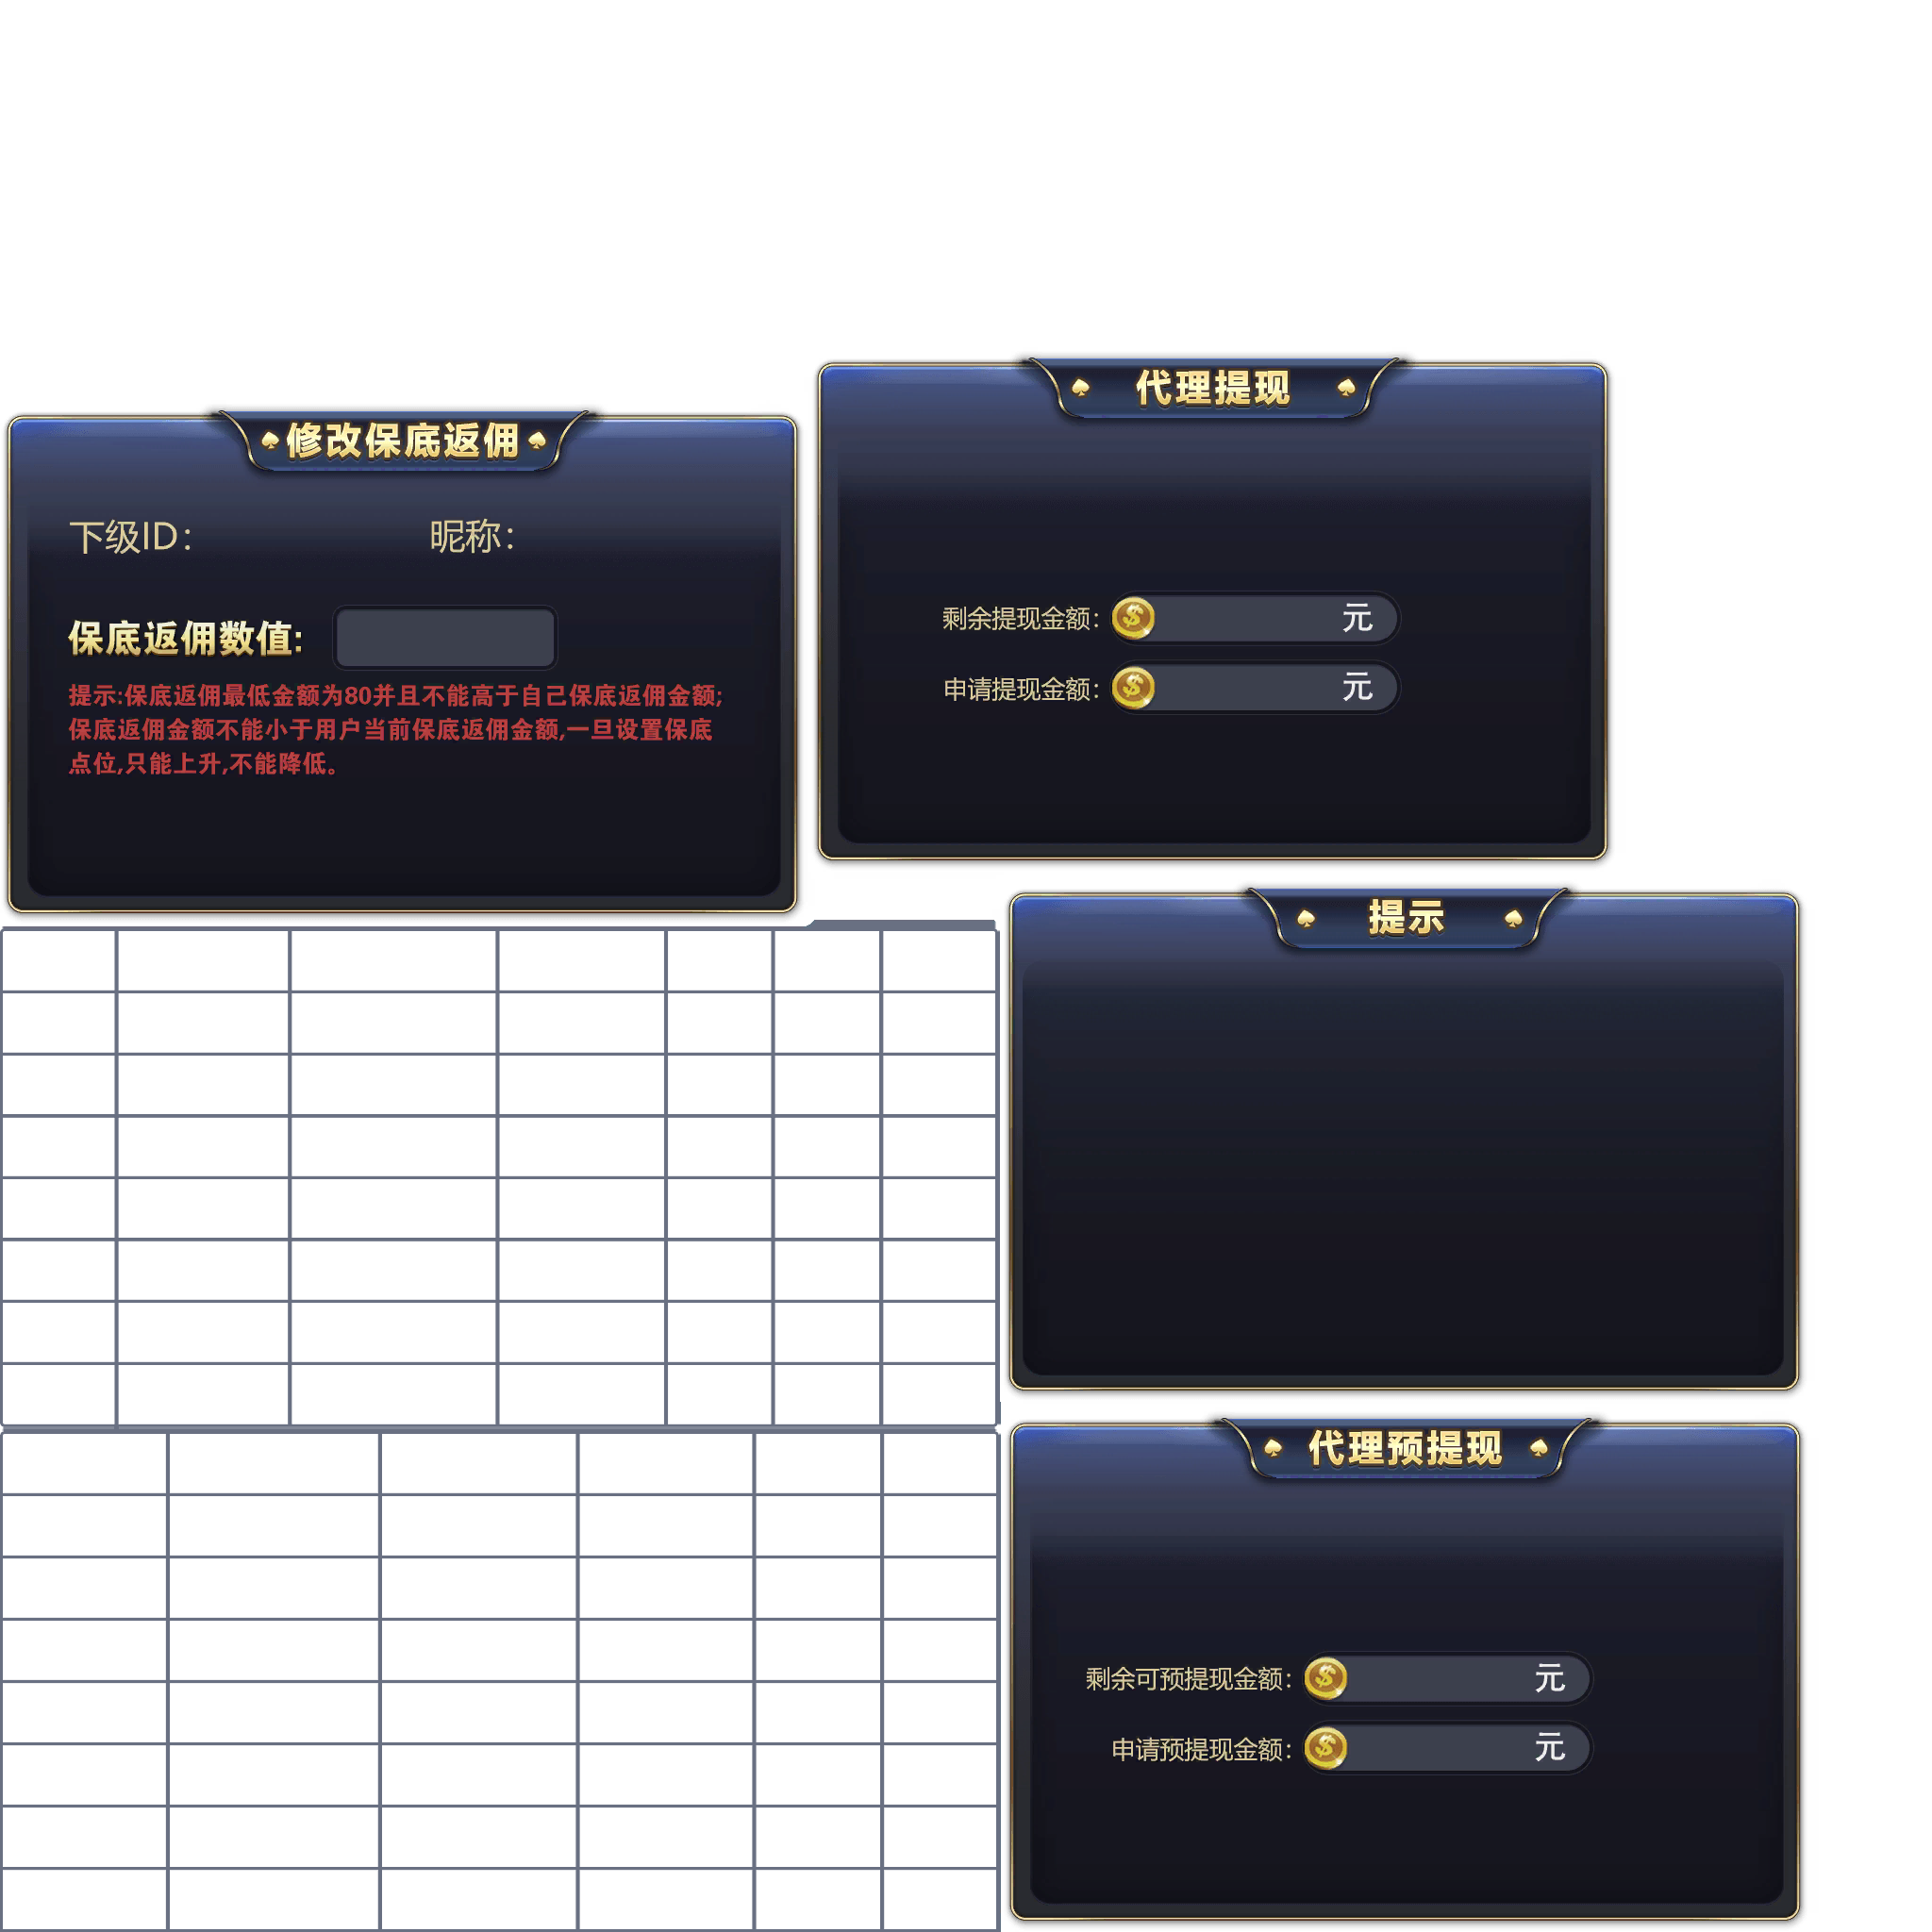 修改保底返佣
下级ID：
昵称：
保底返佣数值:
提示:保底返佣最低金额为80并且不能高于自己保底返佣金额;
保底返佣金额不能小于用户当前保底返佣金额,一旦设置保底
点位,只能上升,不能降低。
代理提现
剩余提现金额： 元
申请提现金额： 元
提示
代理预提现
剩余可预提现金额： 元
申请预提现金额： 元